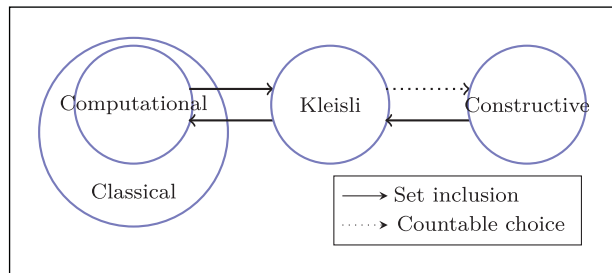 Computational
Kleisli
Constructive
Classical
Set inclusion
Countable choice